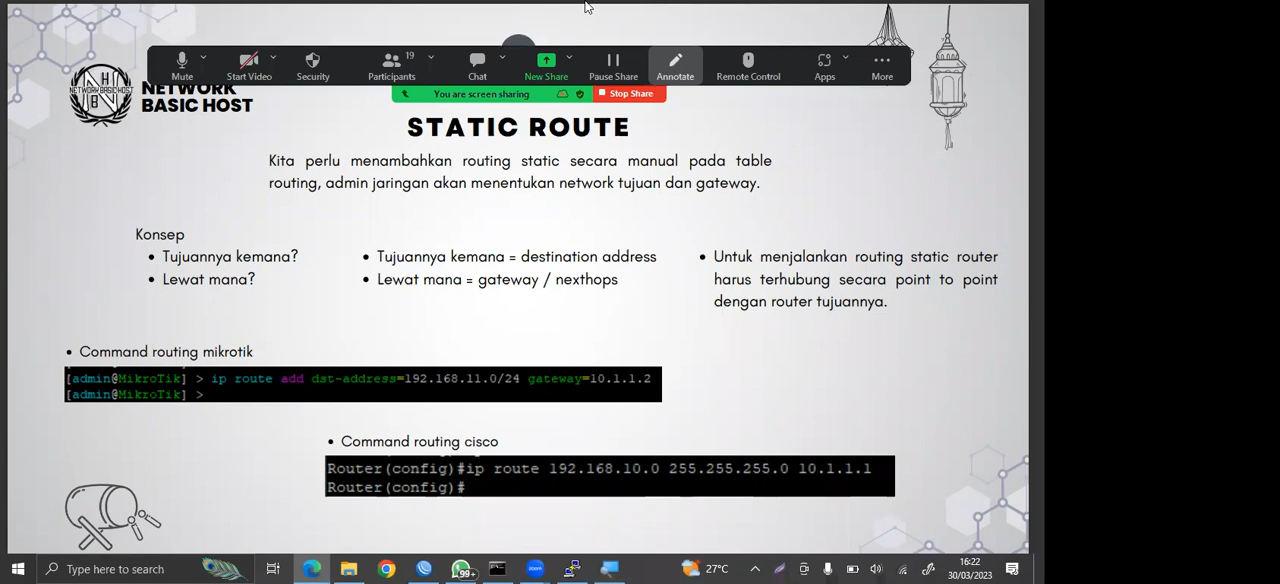 19
Mute
Start Video
Security
Participants
Chat
New Share
Pause Share
Annotate
Remote Control
Apps
More
You are screen sharing
Stop Share
NHB
NETWORK BASIC HOST
NETWORK
BASIC HOST
STATIC ROUTE
Kita perlu menambahkan routing static secara manual pada table
routing, admin jaringan akan menentukan network tujuan dan gateway.
Konsep
• Tujuannya kemana?
• Lewat mana?
• Tujuannya kemana = destination address
• Lewat mana = gateway / nexthops
• Untuk menjalankan routing static router
harus terhubung secara point to point
dengan router tujuannya.
• Command routing mikrotik
[admin@MikroTik] > ip route add dst-address=192.168.11.0/24 gateway=10.1.1.2
[admin@MikroTik] >
• Command routing cisco
Router(config)#ip route 192.168.10.0 255.255.255.0 10.1.1.1
Router(config)#
Type here to search
99+
zoom
27°C
16:22
30/03/2023